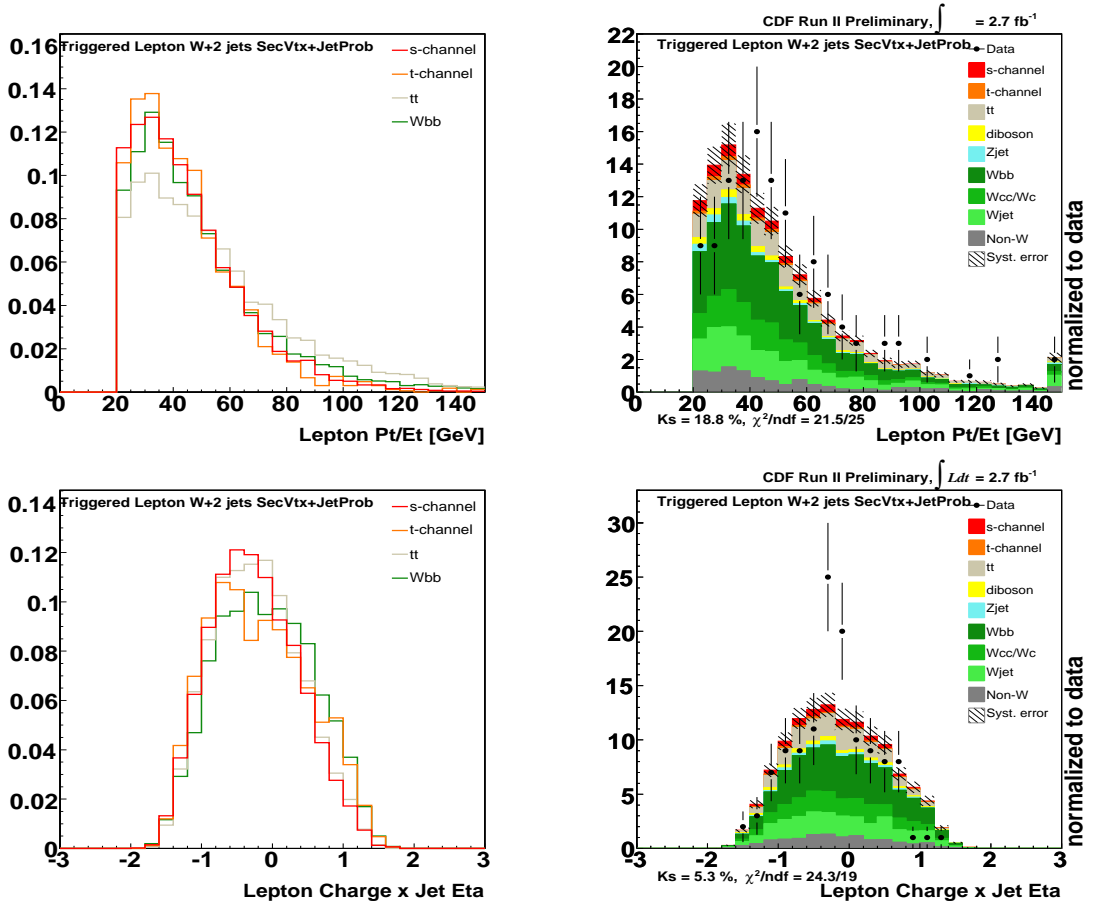 Triggered Lepton W+2 jets SecVtx+JetProb
s-channel
t-channel
tt
Wbb
0.16
0.14
0.12
0.1
0.08
0.06
0.04
0.02
0
0 20 40 60 80 100 120 140
Lepton Pt/Et [GeV]
CDF Run II Preliminary, ∫ = 2.7 fb⁻¹
Triggered Lepton W+2 jets SecVtx+JetProb
Data
s-channel
t-channel
tt
diboson
Zjet
Wbb
Wcc/Wc
Wjet
Non-W
Syst. error
22
20
18
16
14
12
10
8
6
4
2
0
0 20 40 60 80 100 120 140
Ks = 18.8 %, χ²/ndf = 21.5/25
Lepton Pt/Et [GeV]
normalized to data
Triggered Lepton W+2 jets SecVtx+JetProb
s-channel
t-channel
tt
Wbb
0.14
0.12
0.1
0.08
0.06
0.04
0.02
0
-3 -2 -1 0 1 2 3
Lepton Charge x Jet Eta
CDF Run II Preliminary, ∫ Ldt = 2.7 fb⁻¹
Triggered Lepton W+2 jets SecVtx+JetProb
Data
s-channel
t-channel
tt
diboson
Zjet
Wbb
Wcc/Wc
Wjet
Non-W
Syst. error
30
25
20
15
10
5
0
-3 -2 -1 0 1 2 3
Ks = 5.3 %, χ²/ndf = 24.3/19
Lepton Charge x Jet Eta
normalized to data